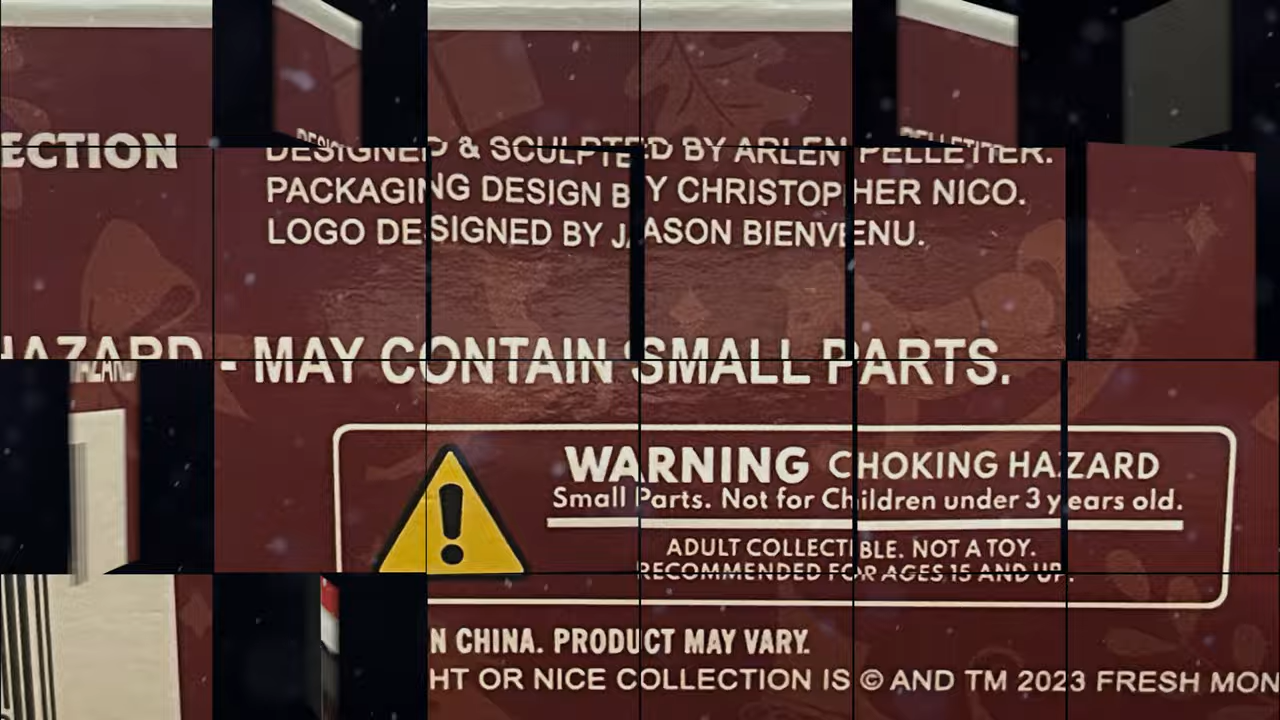 ECTION
DESIGNED & SCULPTED BY ARLEN PELLETIER.
PACKAGING DESIGN BY CHRISTOPHER NICO.
LOGO DESIGNED BY JASON BIENVENU.
HAZARD - MAY CONTAIN SMALL PARTS.
WARNING CHOKING HAZARD
Small Parts. Not for Children under 3 years old.
ADULT COLLECTIBLE. NOT A TOY.
RECOMMENDED FOR AGES 15 AND UP.
N CHINA. PRODUCT MAY VARY.
HT OR NICE COLLECTION IS © AND TM 2023 FRESH MON